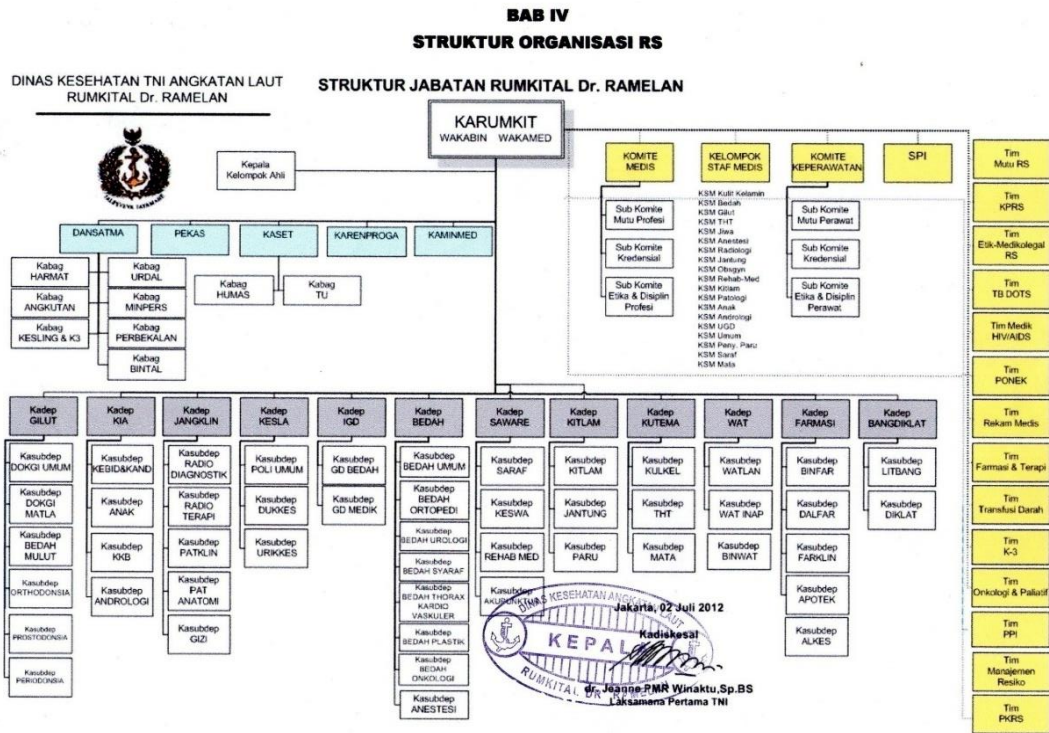 BAB IV
STRUKTUR ORGANISASI RS
DINAS KESEHATAN TNI ANGKATAN LAUT
RUMKITAL Dr. RAMELAN
STRUKTUR JABATAN RUMKITAL Dr. RAMELAN
KARUMKIT
WAKABIN WAKAMED
Kepala
Kelompok Ahli
KOMITE
MEDIS
KELOMPOK
STAF MEDIS
KOMITE
KEPERAWATAN
SPI
Sub Komite
Mutu Profesi
Sub Komite
Kredensial
Sub Komite
Etika & Disiplin
Profesi
KSM Kulit Kelamin
KSM Bedah
KSM Gilut
KSM THT
KSM Jiwa
KSM Anestesi
KSM Radiologi
KSM Jantung
KSM Obsgyn
KSM Rehab-Med
KSM Kitlam
KSM Patologi
KSM Anak
KSM Andrologi
KSM UGD
KSM Umum
KSM Peny. Paru
KSM Saraf
KSM Mata
Sub Komite
Mutu Perawat
Sub Komite
Kredensial
Sub Komite
Etika & Disiplin
Perawat
Tim
Mutu RS
Tim
KPRS
Tim
Etik-Medikolegal
RS
Tim
TB DOTS
Tim Medik
HIV/AIDS
Tim
PONEK
Tim
Rekam Medis
Tim
Farmasi & Terapi
Tim
Transfusi Darah
Tim
K-3
Tim
Onkologi & Paliatif
Tim
PPI
Tim
Manajemen
Resiko
Tim
PKRS
DANSATMA
PEKAS
KASET
KARENPROGA
KAMINMED
Kabag
HARMAT
Kabag
ANGKUTAN
Kabag
KESLING & K3
Kabag
URDAL
Kabag
MINPERS
Kabag
PERBEKALAN
Kabag
BINTAL
Kabag
HUMAS
Kabag
TU
Kadep
GILUT
Kasubdep
DOKGI UMUM
Kasubdep
DOKGI
MATLA
Kasubdep
BEDAH
MULUT
Kasubdep
ORTHODONSIA
Kasubdep
PROSTODONSIA
Kasubdep
PERIODONSIA
Kadep
KIA
Kasubdep
KEBID&KAND
Kasubdep
ANAK
Kasubdep
KKB
Kasubdep
ANDROLOGI
Kadep
JANGKLIN
Kasubdep
RADIO
DIAGNOSTIK
Kasubdep
RADIO
TERAPI
Kasubdep
PATKLIN
Kasubdep
PAT
ANATOMI
Kasubdep
GIZI
Kadep
KESLA
Kasubdep
POLI UMUM
Kasubdep
DUKKES
Kasubdep
URIKKES
Kadep
IGD
Kasubdep
GD BEDAH
Kasubdep
GD MEDIK
Kadep
BEDAH
Kasubdep
BEDAH UMUM
Kasubdep
BEDAH
ORTOPEDI
Kasubdep
BEDAH UROLOGI
Kasubdep
BEDAH SYARAF
Kasubdep
BEDAH THORAX
KARDIO
VASKULER
Kasubdep
BEDAH PLASTIK
Kasubdep
BEDAH
ONKOLOGI
Kasubdep
ANESTESI
Kadep
SAWARE
Kasubdep
SARAF
Kasubdep
KESWA
Kasubdep
REHAB MED
Kasubdep
AKUPUNKTUR
Kadep
KITLAM
Kasubdep
KITLAM
Kasubdep
JANTUNG
Kasubdep
PARU
Kadep
KUTEMA
Kasubdep
KULKEL
Kasubdep
THT
Kasubdep
MATA
Kadep
WAT
Kasubdep
WATLAN
Kasubdep
WAT INAP
Kasubdep
BINWAT
Kadep
FARMASI
Kasubdep
BINFAR
Kasubdep
DALFAR
Kasubdep
FARKLIN
Kasubdep
APOTEK
Kasubdep
ALKES
Kadep
BANGDIKLAT
Kasubdep
LITBANG
Kasubdep
DIKLAT
Jakarta, 02 Juli 2012
Kadiskesal
dr. Jeanne PMR Winaktu,Sp.BS
Laksamana Pertama TNI
DINAS KESEHATAN ANGKATAN LAUT
KEPALA
RUMKITAL DR. RAMELAN